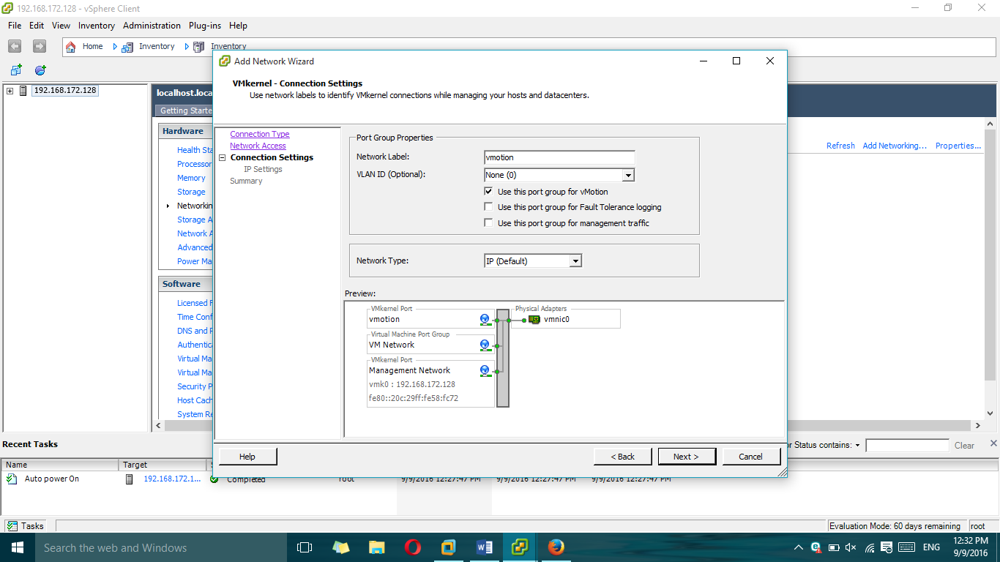 192.168.172.128 - vSphere Client
File Edit View Inventory Administration Plug-ins Help
Home Inventory Inventory
192.168.172.128
localhost.loca
Getting Starte
Hardware
Health Sta
Processor
Memory
Storage
Networkin
Storage A
Network A
Advanced
Power Ma
Software
Licensed F
Time Conf
DNS and R
Authentica
Virtual Ma
Virtual Ma
Security P
Host Cach
System Re
Refresh Add Networking... Properties...
Add Network Wizard
VMkernel - Connection Settings
Use network labels to identify VMkernel connections while managing your hosts and datacenters.
Connection Type
Network Access
Connection Settings
IP Settings
Summary
Port Group Properties
Network Label: vmotion
VLAN ID (Optional): None (0)
Use this port group for vMotion
Use this port group for Fault Tolerance logging
Use this port group for management traffic
Network Type: IP (Default)
Preview:
VMkernel Port
vmotion
Physical Adapters
vmnic0
Virtual Machine Port Group
VM Network
VMkernel Port
Management Network
vmk0 : 192.168.172.128
fe80::20c:29ff:fe58:fc72
Help < Back Next > Cancel
Recent Tasks
or Status contains: Clear
Name Target
Auto power On 192.168.172.1... Completed root 9/9/2016 12:27:47 PM 9/9/2016 12:27:47 PM 9/9/2016 12:27:47 PM
Tasks Evaluation Mode: 60 days remaining root
Search the web and Windows
ENG
12:32 PM
9/9/2016